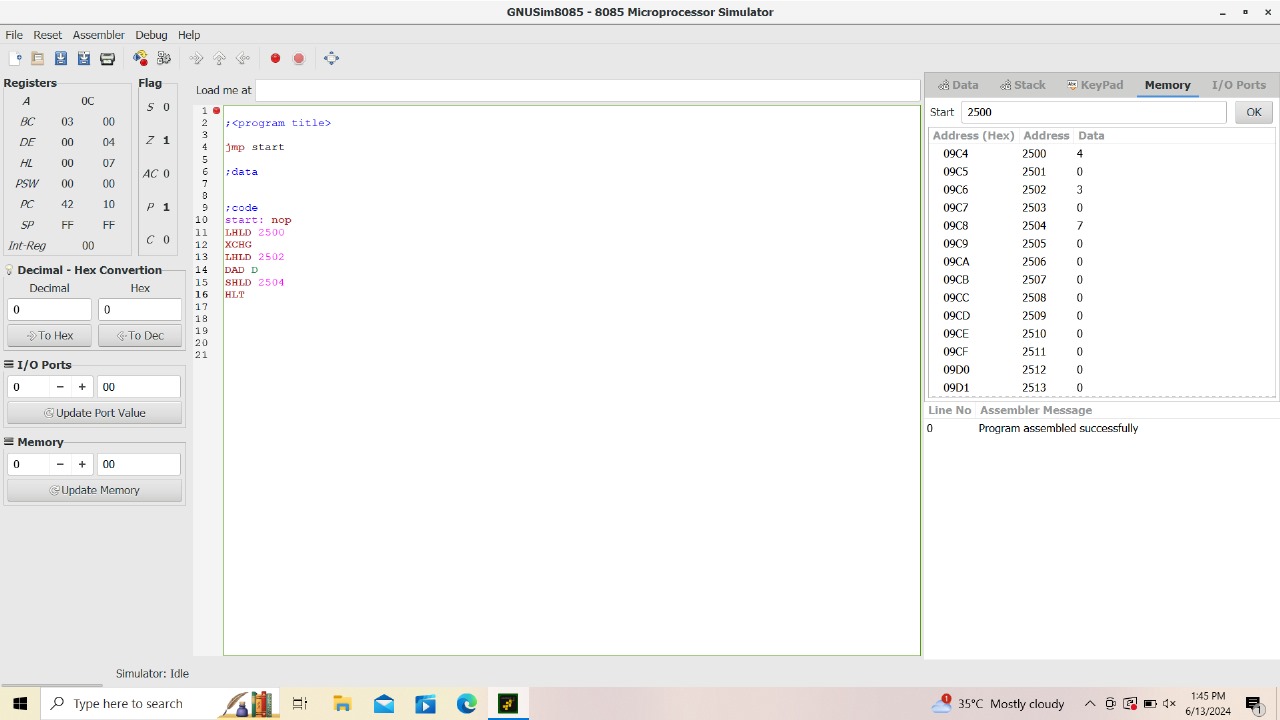 GNUSim8085 - 8085 Microprocessor Simulator
File Reset Assembler Debug Help
Registers
A 0C
BC 03 00
DE 00 04
HL 00 07
PSW 00 00
PC 42 10
SP FF FF
Int-Reg 00
Flag
S 0
Z 1
AC 0
P 1
C 0
Decimal - Hex Convertion
Decimal Hex
0 0
To Hex To Dec
I/O Ports
0 − + 00
Update Port Value
Memory
0 − + 00
Update Memory
Load me at
1
2 ;<program title>
3
4 jmp start
5
6 ;data
7
8
9 ;code
10 start: nop
11 LHLD 2500
12 XCHG
13 LHLD 2502
14 DAD D
15 SHLD 2504
16 HLT
17
18
19
20
21
Data Stack KeyPad Memory I/O Ports
Start 2500 OK
Address (Hex) Address Data
09C4 2500 4
09C5 2501 0
09C6 2502 3
09C7 2503 0
09C8 2504 7
09C9 2505 0
09CA 2506 0
09CB 2507 0
09CC 2508 0
09CD 2509 0
09CE 2510 0
09CF 2511 0
09D0 2512 0
09D1 2513 0
Line No Assembler Message
0 Program assembled successfully
Simulator: Idle
Type here to search
1
35°C Mostly cloudy
1:45 PM
6/13/2024
1